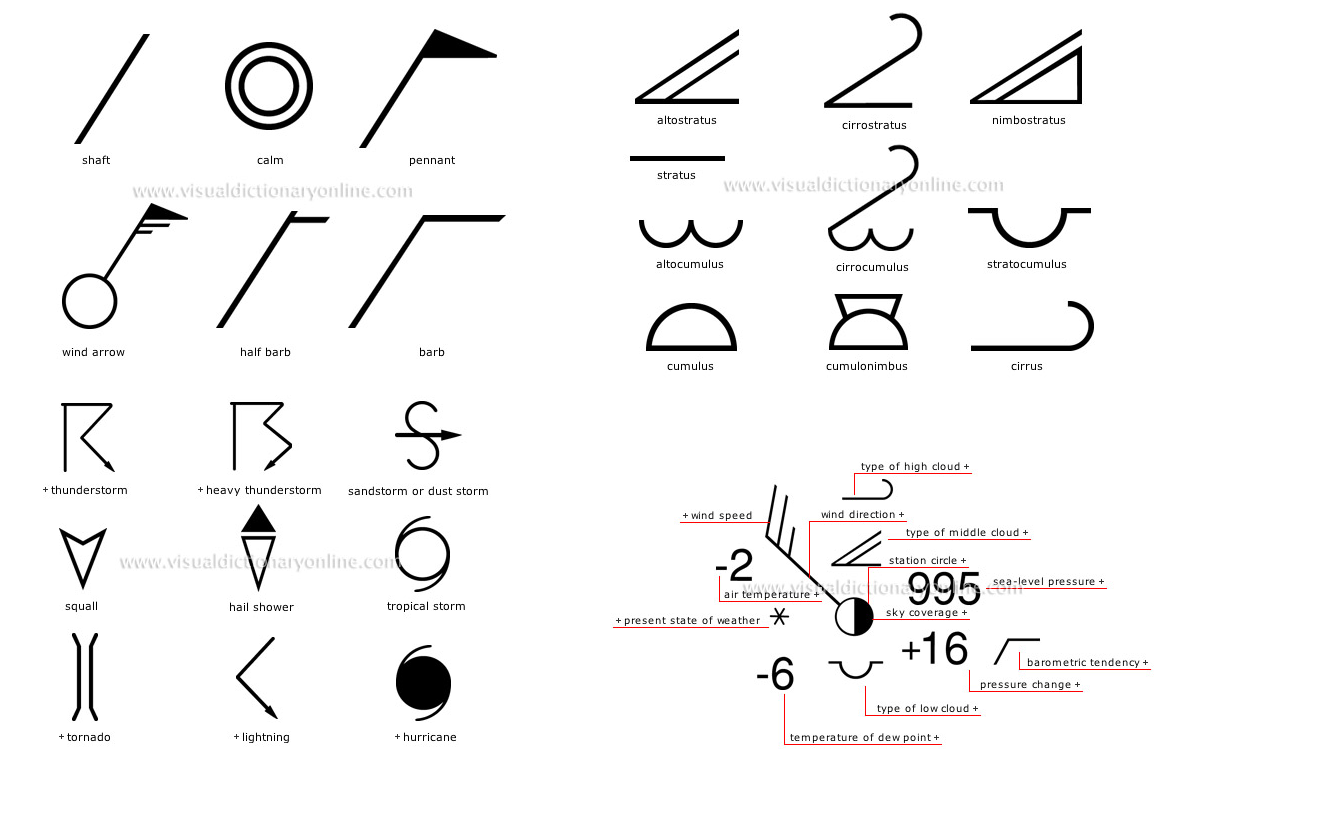 shaft
calm
pennant
www.visualdictionaryonline.com
wind arrow
half barb
barb
+ thunderstorm
+ heavy thunderstorm
sandstorm or dust storm
squall
hail shower
www.visualdictionaryonline.com
tropical storm
+ tornado
+ lightning
+ hurricane
altostratus
cirrostratus
nimbostratus
stratus
www.visualdictionaryonline.com
altocumulus
cirrocumulus
stratocumulus
cumulus
cumulonimbus
cirrus
type of high cloud +
+ wind speed
wind direction +
type of middle cloud +
-2
station circle +
995
sea-level pressure +
www.visualdictionaryonline.com
air temperature +
sky coverage +
+ present state of weather
+16
barometric tendency +
-6
pressure change +
type of low cloud +
temperature of dew point +